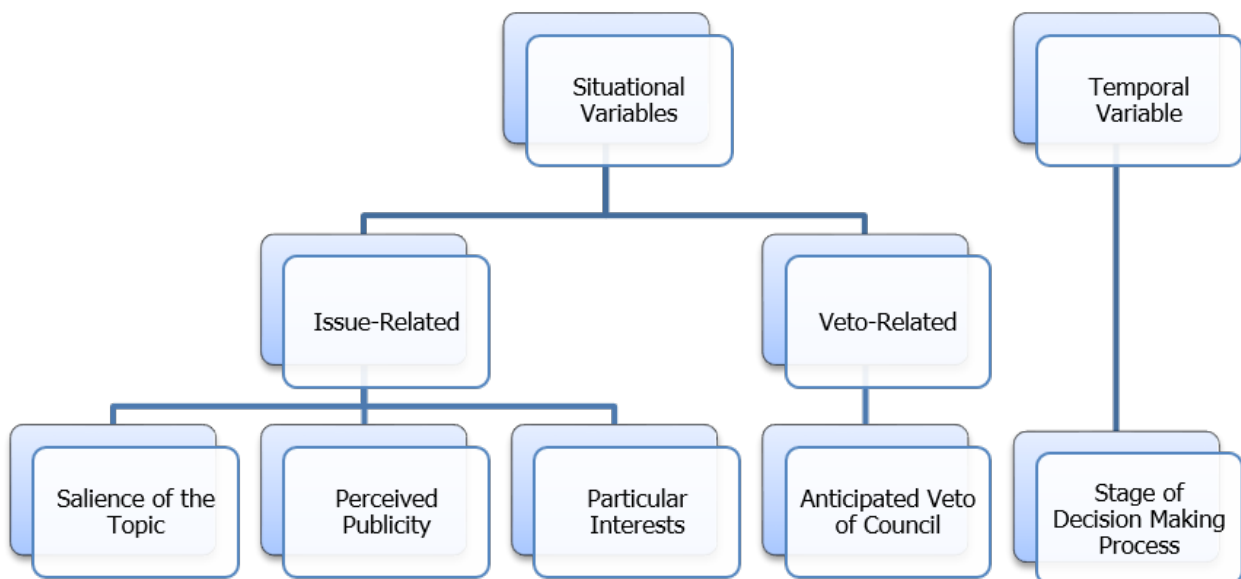 Situational
Variables
Temporal
Variable
Issue-Related
Veto-Related
Salience of the
Topic
Perceived
Publicity
Particular
Interests
Anticipated Veto
of Council
Stage of
Decision Making
Process